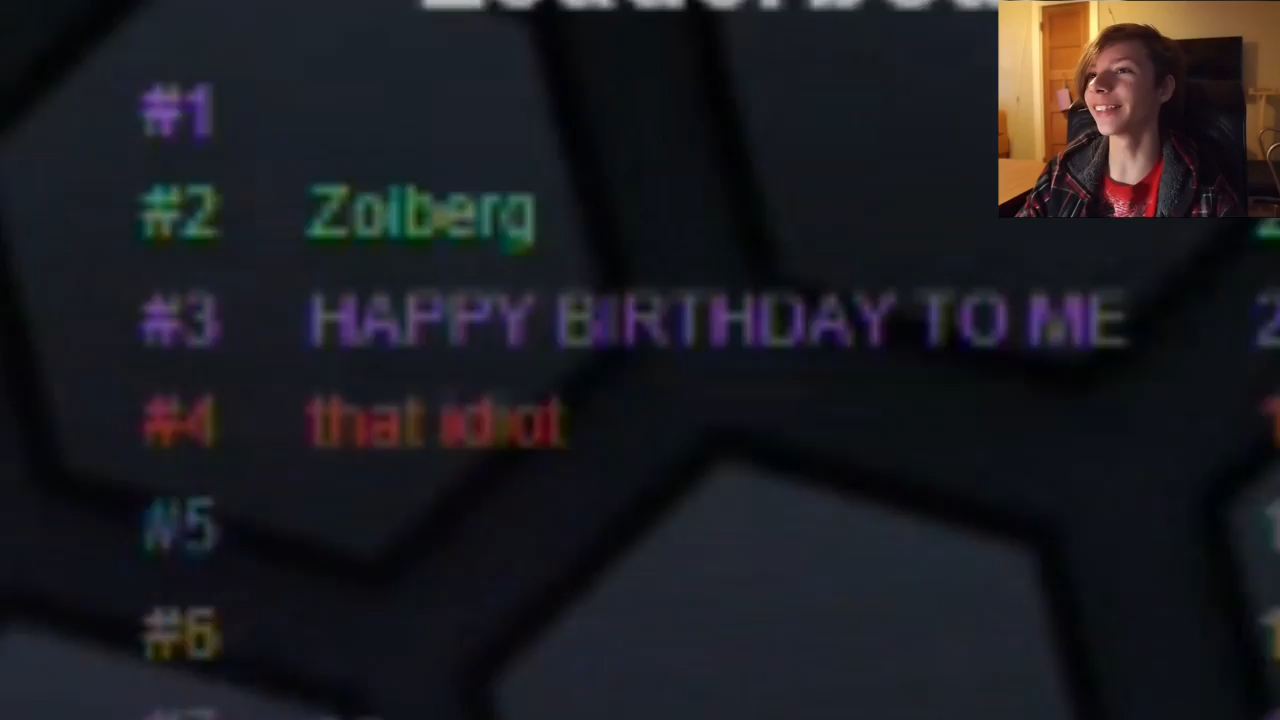 #1
#2 Zolberg
#3 HAPPY BIRTHDAY TO ME
#4 that idiot
#5
#6